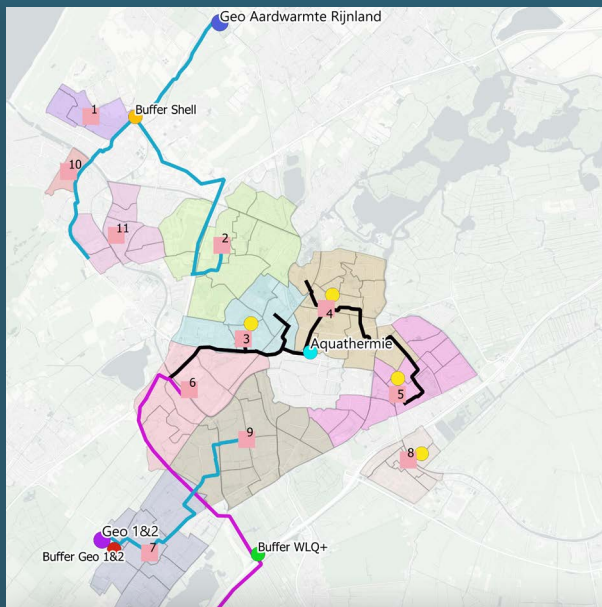 Geo Aardwarmte Rijnland
1
Buffer Shell
10
11
2
4
3
Aquathermie
6
5
9
8
Geo 1&2
Buffer Geo 1&2
7
Buffer WLQ+